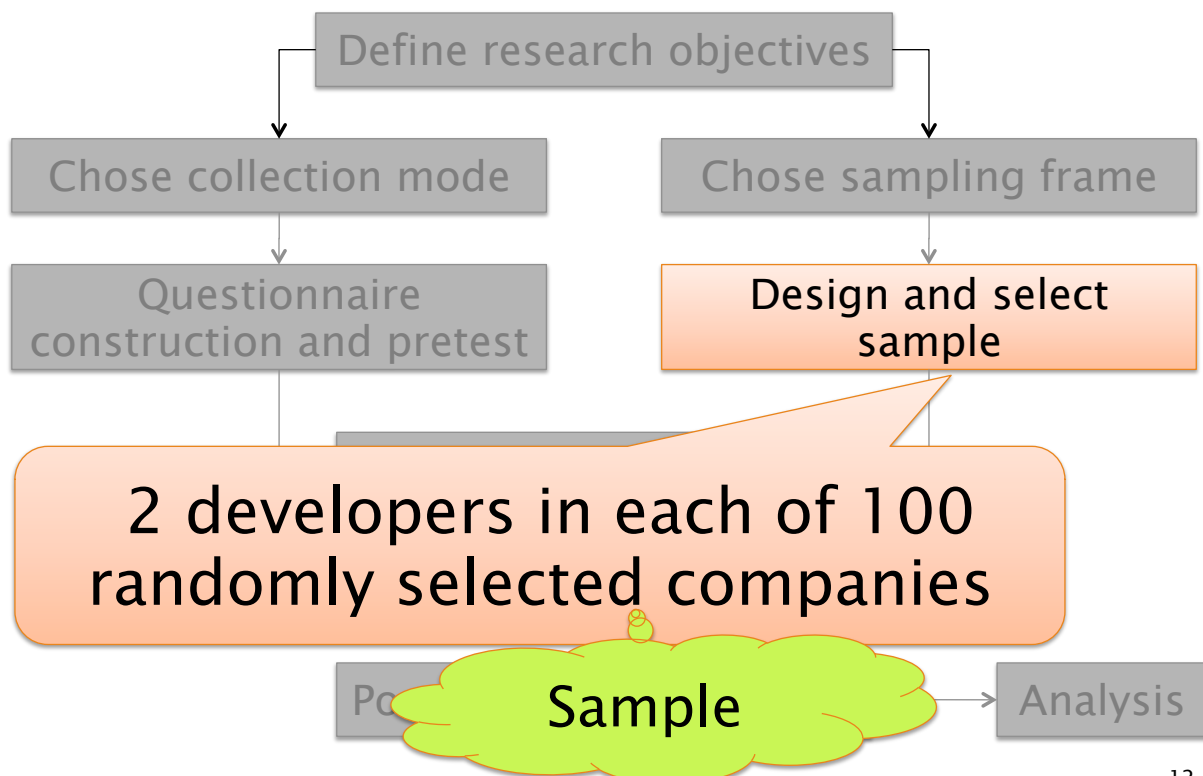 Define research objectives
Chose collection mode
Chose sampling frame
Questionnaire
construction and pretest
Design and select
sample
2 developers in each of 100
randomly selected companies
Sample
Analysis